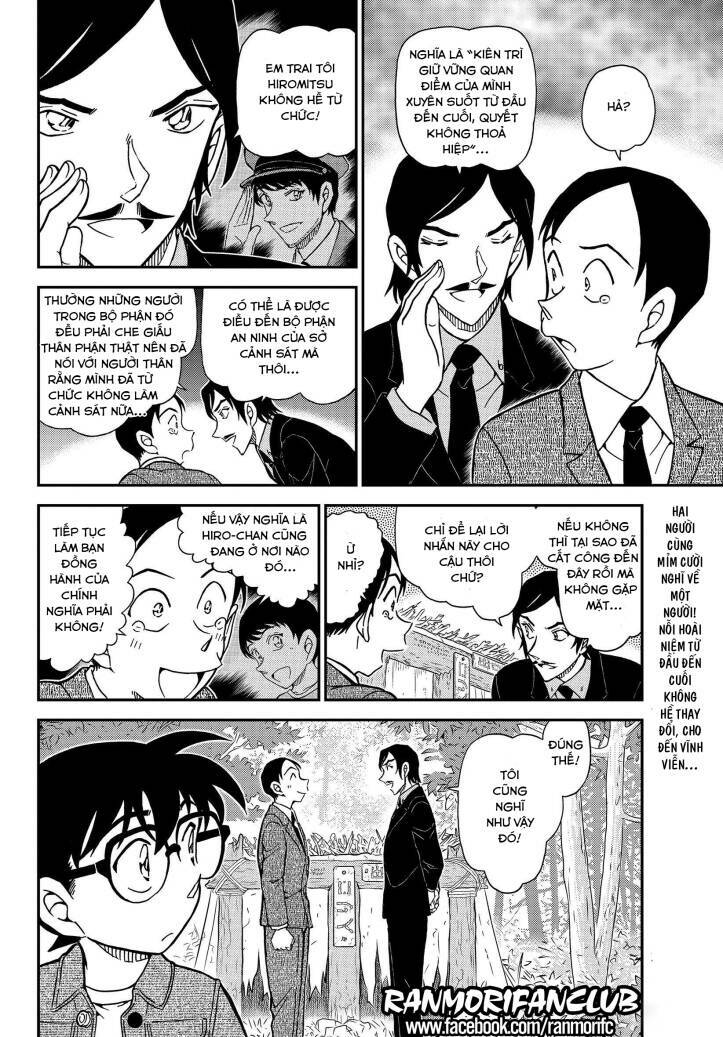 NGHĨA LÀ "KIÊN TRÌ
GIỮ VỮNG QUAN
ĐIỂM CỦA MÌNH
XUYÊN SUỐT TỪ ĐẦU
ĐẾN CUỐI, QUYẾT
KHÔNG THOẢ
HIỆP"...
HẢ?
EM TRAI TÔI
HIROMITSU
KHÔNG HỀ TỪ
CHỨC!
CÓ THỂ LÀ ĐƯỢC
ĐIỀU ĐẾN BỘ PHẬN
AN NINH CỦA SỞ
CẢNH SÁT MÀ
THÔI...
THƯỜNG NHỮNG NGƯỜI
TRONG BỘ PHẬN ĐÓ
ĐỀU PHẢI CHE GIẤU
THÂN PHẬN THẬT NÊN ĐÃ
NÓI VỚI NGƯỜI THÂN
RẰNG MÌNH ĐÃ TỪ
CHỨC KHÔNG LÀM
CẢNH SÁT NỮA...
NẾU KHÔNG
THÌ TẠI SAO ĐÃ
CẤT CÔNG ĐẾN
ĐÂY RỒI MÀ
KHÔNG GẶP
MẶT...
CHỈ ĐỂ LẠI LỜI
NHẮN NÀY CHO
CẬU THÔI
CHỨ?
Ừ
NHỈ?
NẾU VẬY NGHĨA LÀ
HIRO-CHAN CŨNG
ĐANG Ở NƠI NÀO
ĐÓ...
TIẾP TỤC
LÀM BẠN
ĐỒNG
HÀNH CỦA
CHÍNH
NGHĨA PHẢI
KHÔNG!
ĐÚNG
THẾ!
TÔI
CŨNG
NGHĨ
NHƯ VẬY
ĐÓ!
HAI
NGƯỜI
CÙNG
MỈM CƯỜI
NGHĨ VỀ
MỘT
NGƯỜI!
NỖI HOÀI
NIỆM TỪ
ĐẦU ĐẾN
CUỐI
KHÔNG
HỀ THAY
ĐỔI, CHO
ĐẾN VĨNH
VIỄN...
RANMORIFANCLUB
www.facebook.com/ranmorifc